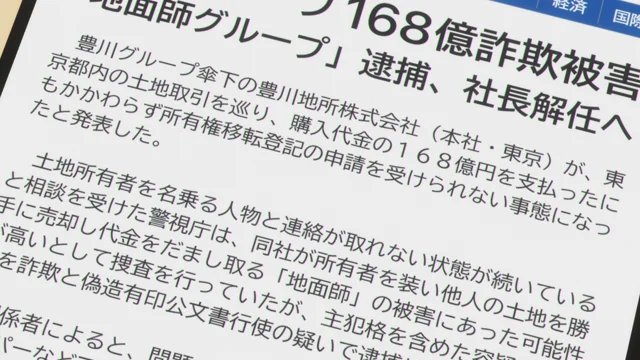 経済
国際
プ168億詐欺被害
地面師グループ」逮捕、社長解任へ
豊川グループ傘下の豊川地所株式会社（本社・東京）が、東
京都内の土地取引を巡り、購入代金の１６８億円を支払ったに
もかかわらず所有権移転登記の申請を受けられない事態になっ
たと発表した。
土地所有者を名乗る人物と連絡が取れない状態が続いている
と相談を受けた警視庁は、同社が所有者を装い他人の土地を勝
手に売却し代金をだまし取る「地面師」の被害にあった可能性
が高いとして捜査を行っていたが、主犯格を含めた容疑
を詐欺と偽造有印公文書行使の疑いで逮捕
係者によると、問題